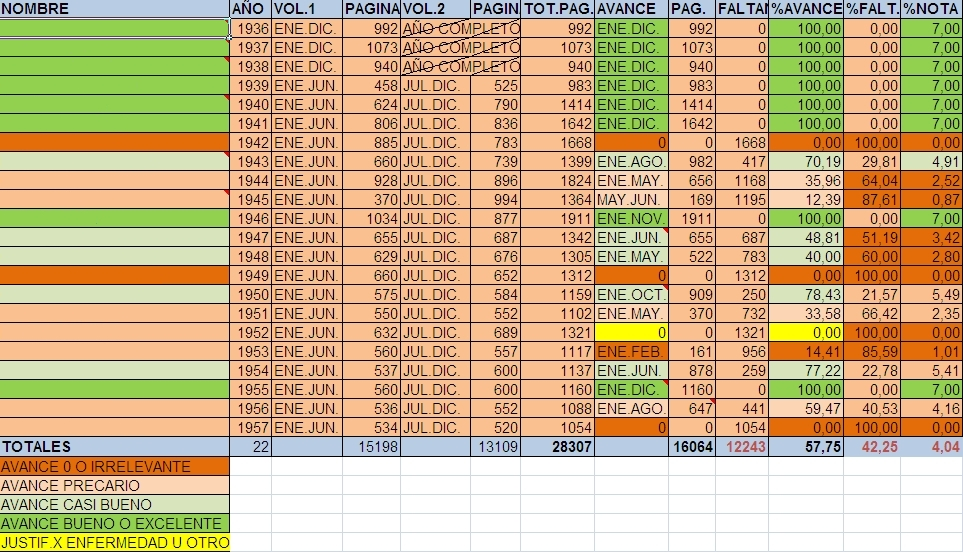 NOMBRE AÑO VOL.1 PAGINA VOL.2 PAGIN TOT.PAG. AVANCE PAG. FALTAN %AVANCE %FALT. %NOTA
1936 ENE.DIC. 992 AÑO COMPLETO 992 ENE.DIC. 992 0 100,00 0,00 7,00
1937 ENE.DIC. 1073 AÑO COMPLETO 1073 ENE.DIC. 1073 0 100,00 0,00 7,00
1938 ENE.DIC. 940 AÑO COMPLETO 940 ENE.DIC. 940 0 100,00 0,00 7,00
1939 ENE.JUN. 458 JUL.DIC. 525 983 ENE.DIC. 983 0 100,00 0,00 7,00
1940 ENE.JUN. 624 JUL.DIC. 790 1414 ENE.DIC. 1414 0 100,00 0,00 7,00
1941 ENE.JUN. 806 JUL.DIC. 836 1642 ENE.DIC. 1642 0 100,00 0,00 7,00
1942 ENE.JUN. 885 JUL.DIC. 783 1668 0 0 1668 0,00 100,00 0,00
1943 ENE.JUN. 660 JUL.DIC. 739 1399 ENE.AGO. 982 417 70,19 29,81 4,91
1944 ENE.JUN. 928 JUL.DIC. 896 1824 ENE.MAY. 656 1168 35,96 64,04 2,52
1945 ENE.JUN. 370 JUL.DIC. 994 1364 MAY.JUN. 169 1195 12,39 87,61 0,87
1946 ENE.JUN. 1034 JUL.DIC. 877 1911 ENE.NOV. 1911 0 100,00 0,00 7,00
1947 ENE.JUN. 655 JUL.DIC. 687 1342 ENE.JUN. 655 687 48,81 51,19 3,42
1948 ENE.JUN. 629 JUL.DIC. 676 1305 ENE.MAY. 522 783 40,00 60,00 2,80
1949 ENE.JUN. 660 JUL.DIC. 652 1312 0 0 1312 0,00 100,00 0,00
1950 ENE.JUN. 575 JUL.DIC. 584 1159 ENE.OCT. 909 250 78,43 21,57 5,49
1951 ENE.JUN. 550 JUL.DIC. 552 1102 ENE.MAY. 370 732 33,58 66,42 2,35
1952 ENE.JUN. 632 JUL.DIC. 689 1321 0 0 1321 0,00 100,00 0,00
1953 ENE.JUN. 560 JUL.DIC. 557 1117 ENE.FEB. 161 956 14,41 85,59 1,01
1954 ENE.JUN. 537 JUL.DIC. 600 1137 ENE.JUN. 878 259 77,22 22,78 5,41
1955 ENE.JUN. 560 JUL.DIC. 600 1160 ENE.DIC. 1160 0 100,00 0,00 7,00
1956 ENE.JUN. 536 JUL.DIC. 552 1088 ENE.AGO. 647 441 59,47 40,53 4,16
1957 ENE.JUN. 534 JUL.DIC. 520 1054 0 0 1054 0,00 100,00 0,00
TOTALES 22 15198 13109 28307 16064 12243 57,75 42,25 4,04
AVANCE 0 O IRRELEVANTE
AVANCE PRECARIO
AVANCE CASI BUENO
AVANCE BUENO O EXCELENTE
JUSTIF.X ENFERMEDAD U OTRO